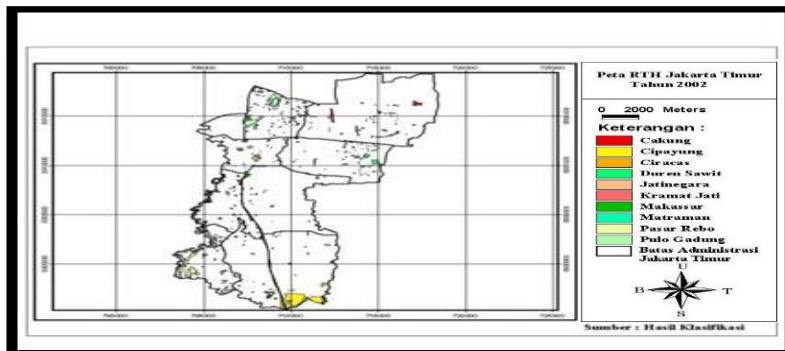 Peta RTH Jakarta Timur
Tahun 2002
0 2000 Meters
Keterangan :
Cakung
Cipayung
Ciracas
Duren Sawit
Jatinegara
Kramat Jati
Makassar
Matraman
Pasar Rebo
Pulo Gadung
Batas Administrasi
Jakarta Timur
U
B T
S
Sumber : Hasil Klasifikasi